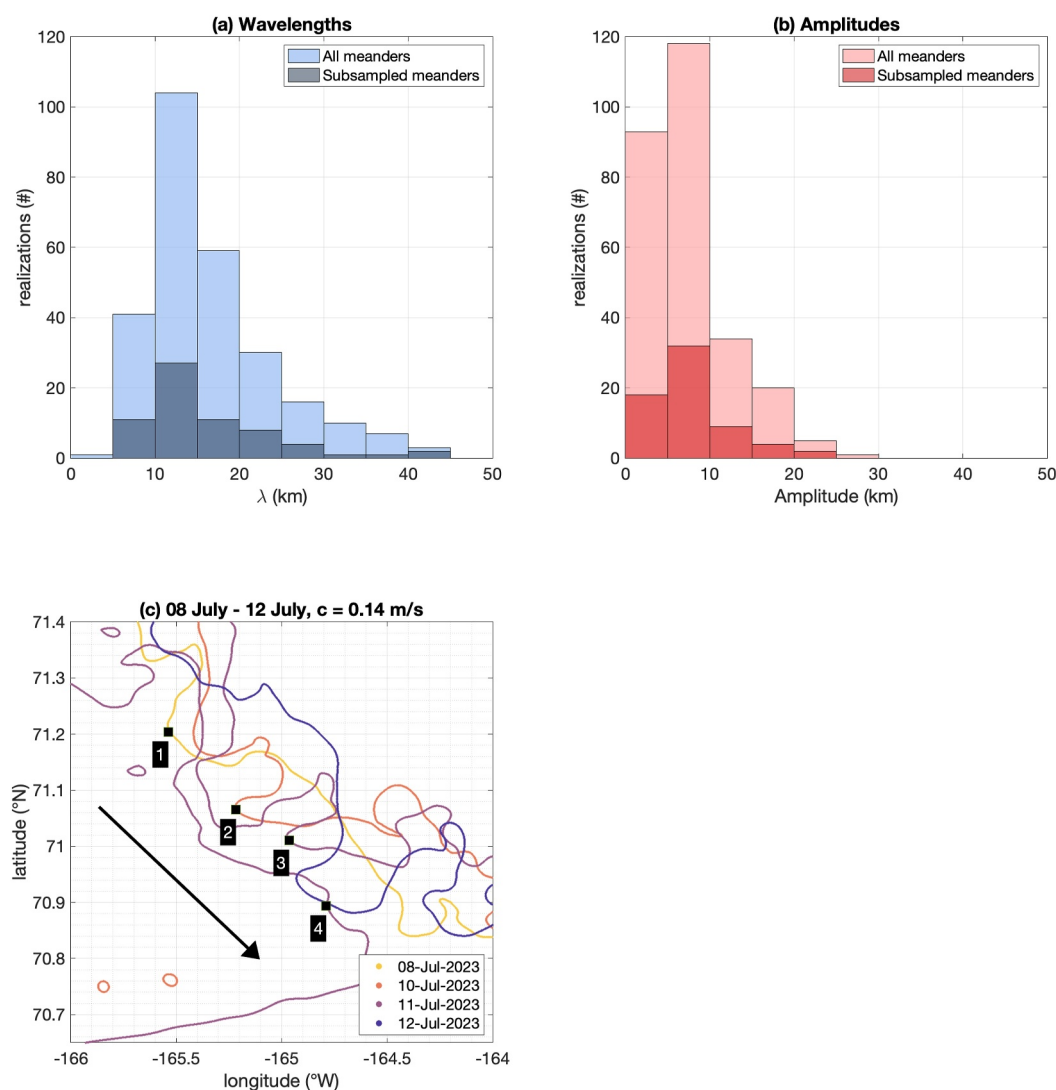 (a) Wavelengths
120
100
80
60
40
20
0
realizations (#)
All meanders
Subsampled meanders
0 10 20 30 40 50
λ (km)
(b) Amplitudes
120
100
80
60
40
20
0
realizations (#)
All meanders
Subsampled meanders
0 10 20 30 40 50
Amplitude (km)
(c) 08 July - 12 July, c = 0.14 m/s
71.4
71.3
71.2
71.1
71
70.9
70.8
70.7
latitude (°N)
1
2
3
4
08-Jul-2023
10-Jul-2023
11-Jul-2023
12-Jul-2023
-166 -165.5 -165 -164.5 -164
longitude (°W)